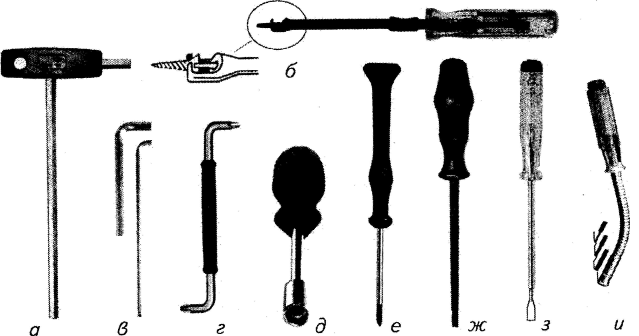 б
а в г д е ж з и